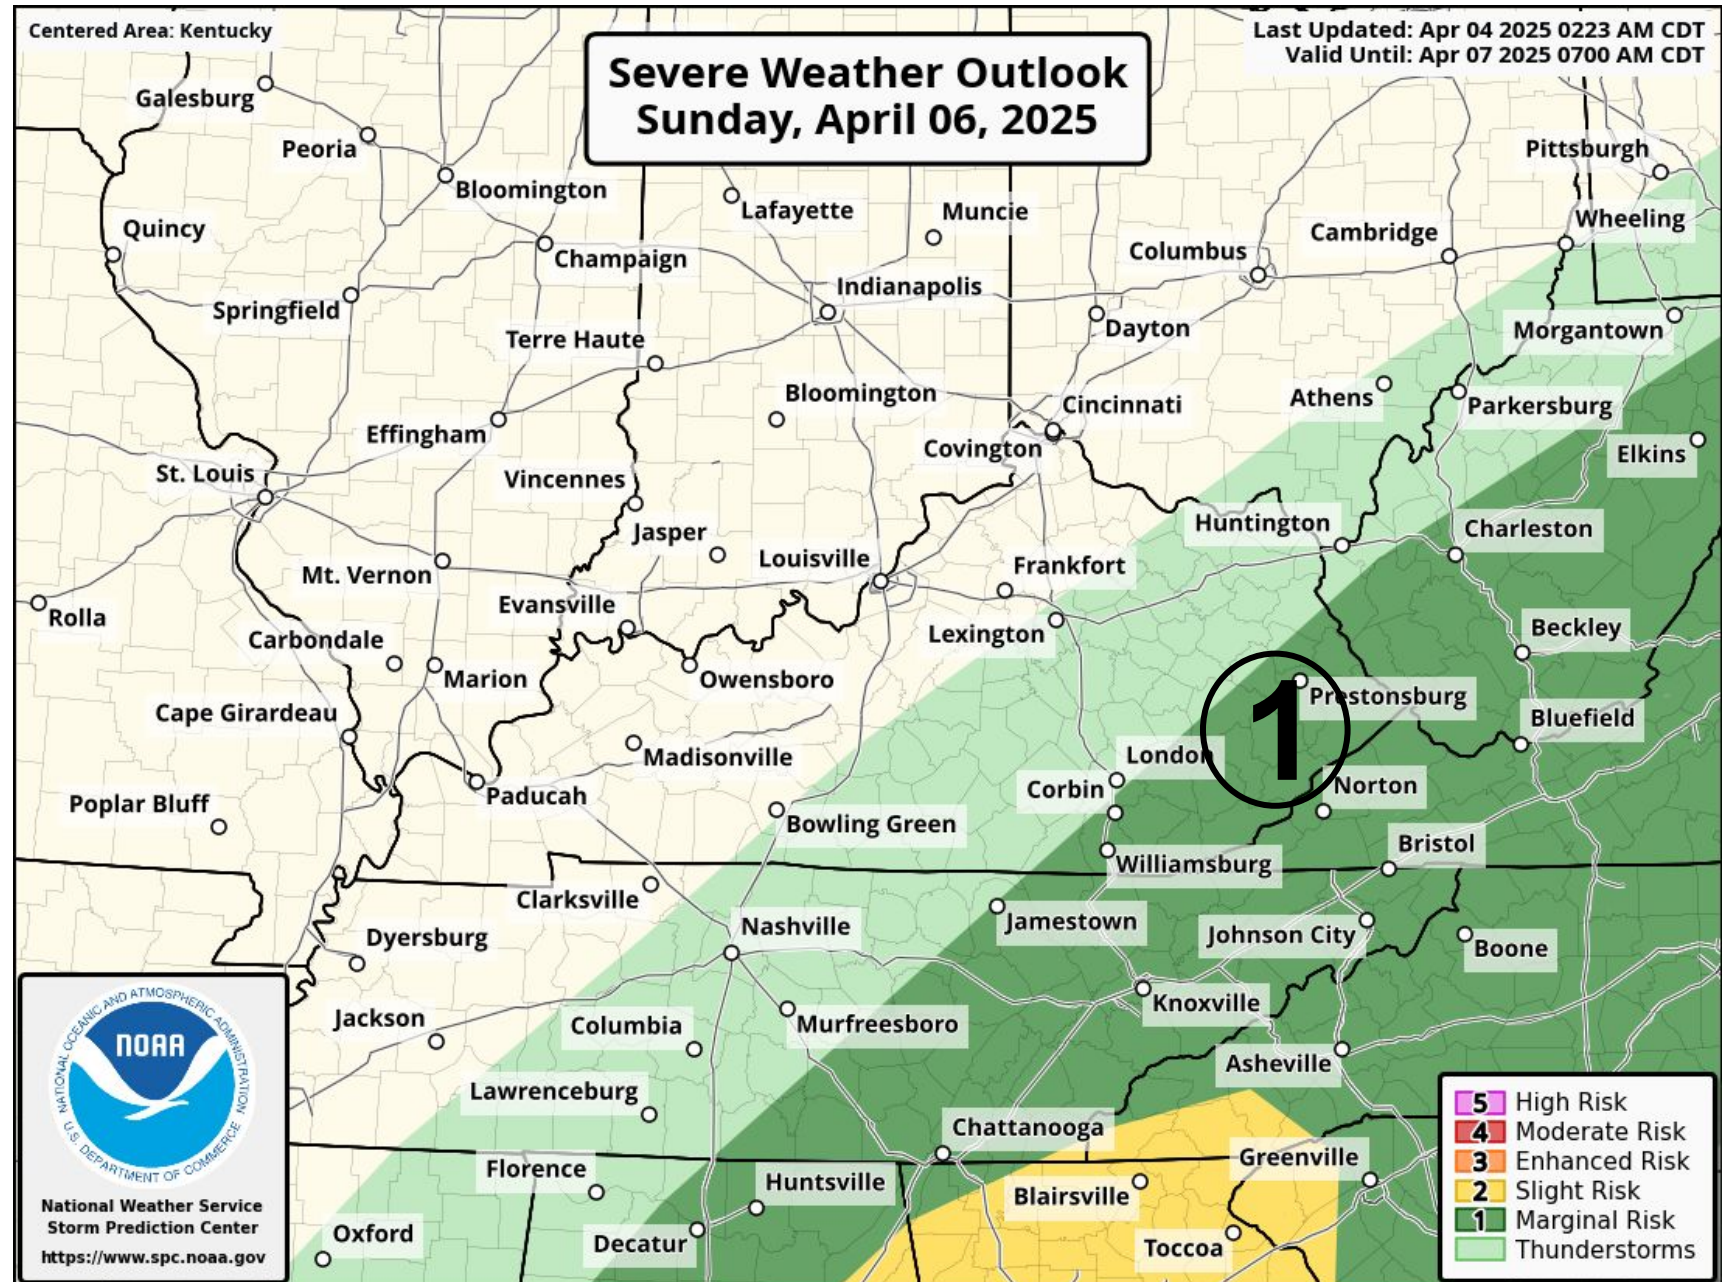 Centered Area: Kentucky
Severe Weather Outlook
Sunday, April 06, 2025
Last Updated: Apr 04 2025 0223 AM CDT
Valid Until: Apr 07 2025 0700 AM CDT
Galesburg
Peoria
Bloomington
Pittsburgh
Quincy
Lafayette
Muncie
Wheeling
Champaign
Columbus
Cambridge
Springfield
Indianapolis
Terre Haute
Dayton
Morgantown
Bloomington
Athens
Cincinnati
Parkersburg
Effingham
Covington
Elkins
St. Louis
Vincennes
Jasper
Huntington
Charleston
Mt. Vernon
Louisville
Frankfort
Rolla
Evansville
Carbondale
Lexington
Beckley
Marion
Owensboro
Prestonsburg
1
Cape Girardeau
Bluefield
Madisonville
London
Poplar Bluff
Paducah
Corbin
Norton
Bowling Green
Bristol
Williamsburg
Clarksville
Dyersburg
Nashville
Jamestown
Johnson City
Boone
Jackson
Columbia
Murfreesboro
Knoxville
Asheville
Lawrenceburg
Chattanooga
Florence
Huntsville
Blairsville
Greenville
Oxford
Decatur
Toccoa
NATIONAL OCEANIC AND ATMOSPHERIC ADMINISTRATION
NOAA
U.S. DEPARTMENT OF COMMERCE
National Weather Service
Storm Prediction Center
https://www.spc.noaa.gov
5 High Risk
4 Moderate Risk
3 Enhanced Risk
2 Slight Risk
1 Marginal Risk
Thunderstorms